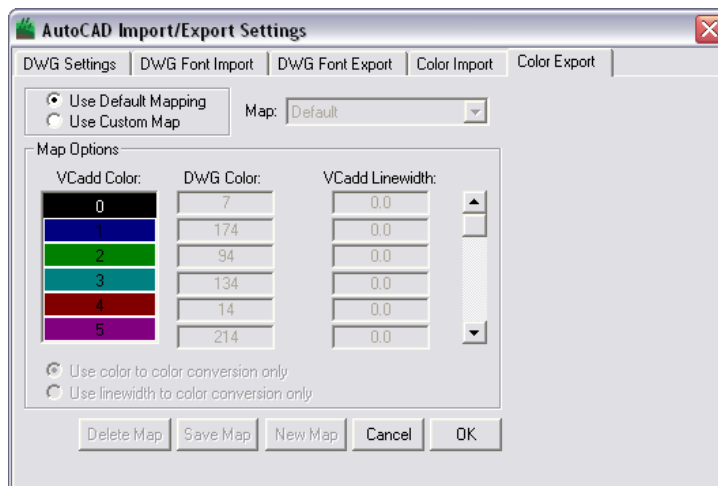 AutoCAD Import/Export Settings
DWG Settings DWG Font Import DWG Font Export Color Import Color Export
Use Default Mapping
Use Custom Map
Map: Default
Map Options
VCadd Color: DWG Color: VCadd Linewidth:
0 7 0.0
1 174 0.0
2 94 0.0
3 134 0.0
4 14 0.0
5 214 0.0
Use color to color conversion only
Use linewidth to color conversion only
Delete Map Save Map New Map Cancel OK